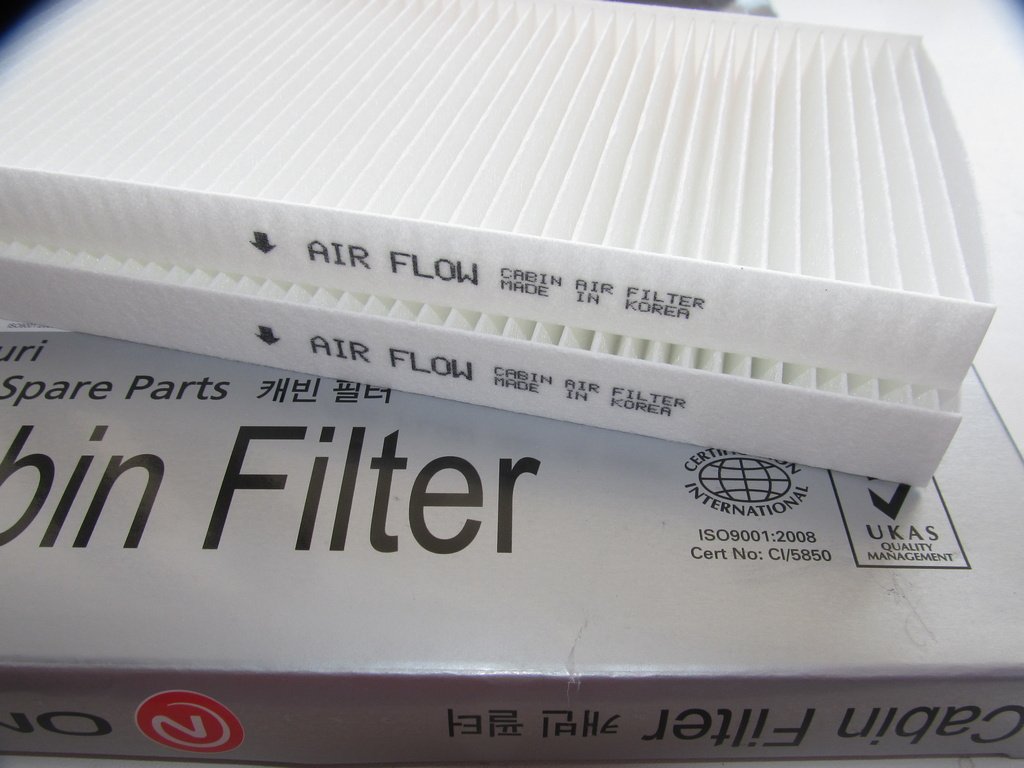 AIR FLOW CABIN AIR FILTER
MADE IN KOREA
AIR FLOW CABIN AIR FILTER
MADE IN KOREA
uri
Spare Parts 캐빈 필터
bin Filter
CERTIFICATION
INTERNATIONAL
ISO9001:2008
Cert No: CI/5850
UKAS
QUALITY
MANAGEMENT
Cabin Filter 캐빈 필터
ON